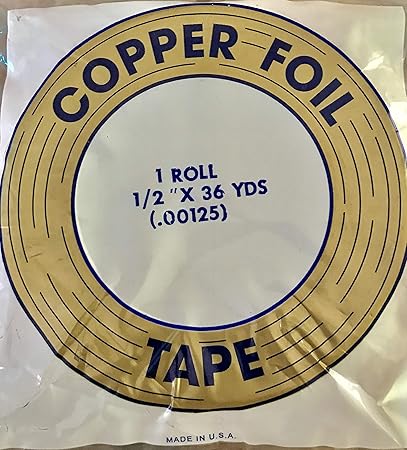 COPPER FOIL
1 ROLL
1/2 "X 36 YDS
(.00125)
TAPE
MADE IN U.S.A.